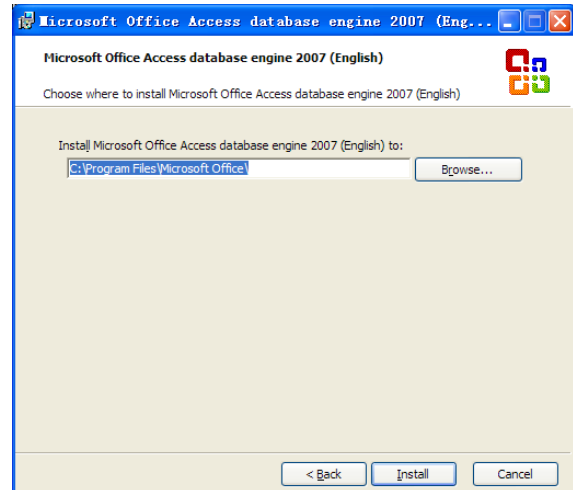 Microsoft Office Access database engine 2007 (Eng...
Microsoft Office Access database engine 2007 (English)
Choose where to install Microsoft Office Access database engine 2007 (English)
Install Microsoft Office Access database engine 2007 (English) to:
C:\Program Files\Microsoft Office\
Browse...
< Back
Install
Cancel